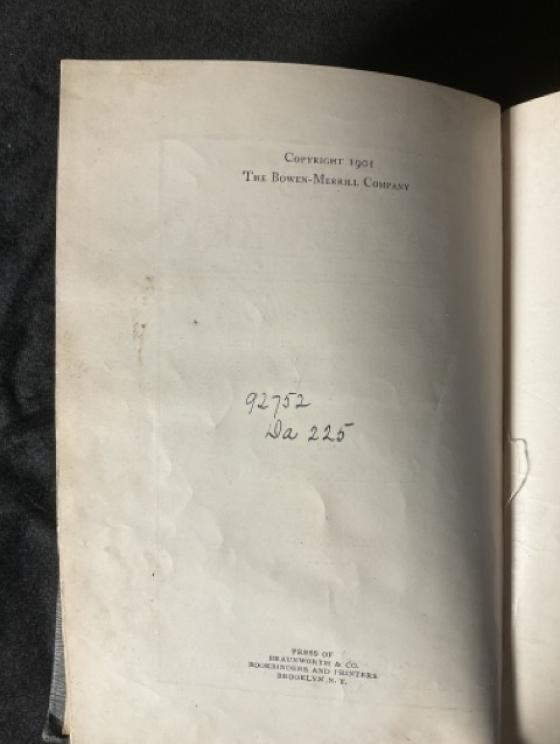 Copyright 1901
The Bowen-Merrill Company
92752
Da 225
PRESS OF
BRAUNWORTH & CO.
BOOKBINDERS AND PRINTERS
BROOKLYN, N. Y.